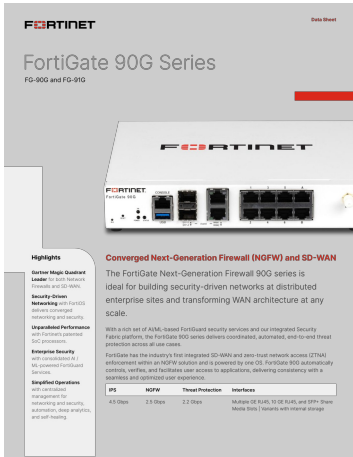 FORTINET
Data Sheet
FortiGate 90G Series
FG-90G and FG-91G
FORTINET
FORTINET
FortiGate 90G
CONSOLE
USB
Highlights
Gartner Magic Quadrant
Leader for both Network
Firewalls and SD-WAN.
Security-Driven
Networking with FortiOS
delivers converged
networking and security.
Unparalleled Performance
with Fortinet's patented
SoC processors.
Enterprise Security
with consolidated AI /
ML-powered FortiGuard
Services.
Simplified Operations
with centralized
management for
networking and security,
automation, deep analytics,
and self-healing.
Converged Next-Generation Firewall (NGFW) and SD-WAN
The FortiGate Next-Generation Firewall 90G series is
ideal for building security-driven networks at distributed
enterprise sites and transforming WAN architecture at any
scale.
With a rich set of AI/ML-based FortiGuard security services and our integrated Security
Fabric platform, the FortiGate 90G series delivers coordinated, automated, end-to-end threat
protection across all use cases.
FortiGate has the industry's first integrated SD-WAN and zero-trust network access (ZTNA)
enforcement within an NGFW solution and is powered by one OS. FortiGate 90G automatically
controls, verifies, and facilitates user access to applications, delivering consistency with a
seamless and optimized user experience.
IPS NGFW Threat Protection Interfaces
4.5 Gbps 2.5 Gbps 2.2 Gbps Multiple GE RJ45, 10 GE RJ45, and SFP+ Share
Media Slots | Variants with internal storage